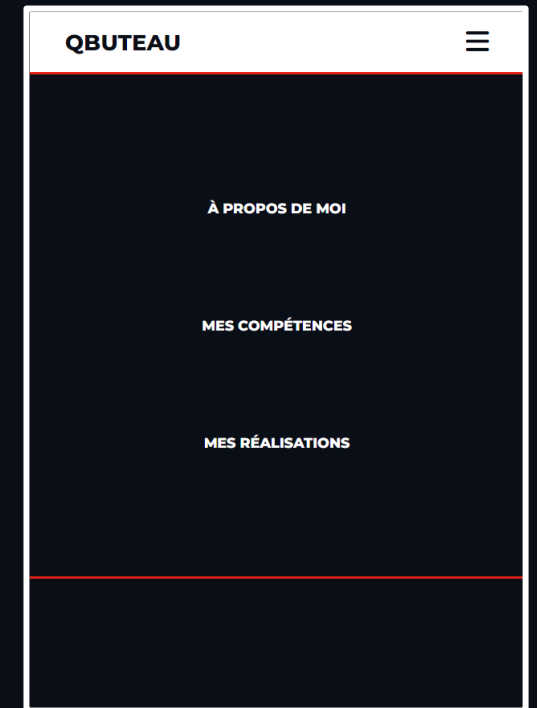 QBUTEAU
À PROPOS DE MOI
MES COMPÉTENCES
MES RÉALISATIONS